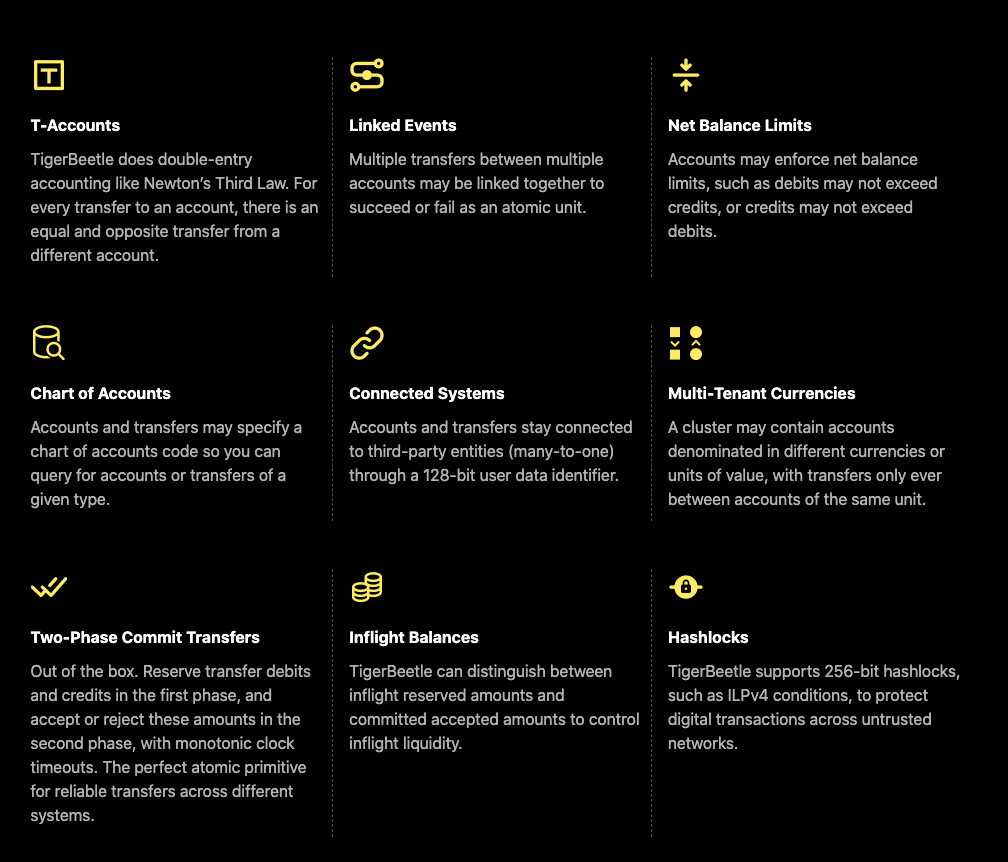 T
T-Accounts
TigerBeetle does double-entry
accounting like Newton’s Third Law. For
every transfer to an account, there is an
equal and opposite transfer from a
different account.
Linked Events
Multiple transfers between multiple
accounts may be linked together to
succeed or fail as an atomic unit.
Net Balance Limits
Accounts may enforce net balance
limits, such as debits may not exceed
credits, or credits may not exceed
debits.
Chart of Accounts
Accounts and transfers may specify a
chart of accounts code so you can
query for accounts or transfers of a
given type.
Connected Systems
Accounts and transfers stay connected
to third-party entities (many-to-one)
through a 128-bit user data identifier.
Multi-Tenant Currencies
A cluster may contain accounts
denominated in different currencies or
units of value, with transfers only ever
between accounts of the same unit.
Two-Phase Commit Transfers
Out of the box. Reserve transfer debits
and credits in the first phase, and
accept or reject these amounts in the
second phase, with monotonic clock
timeouts. The perfect atomic primitive
for reliable transfers across different
systems.
Inflight Balances
TigerBeetle can distinguish between
inflight reserved amounts and
committed accepted amounts to control
inflight liquidity.
Hashlocks
TigerBeetle supports 256-bit hashlocks,
such as ILPv4 conditions, to protect
digital transactions across untrusted
networks.